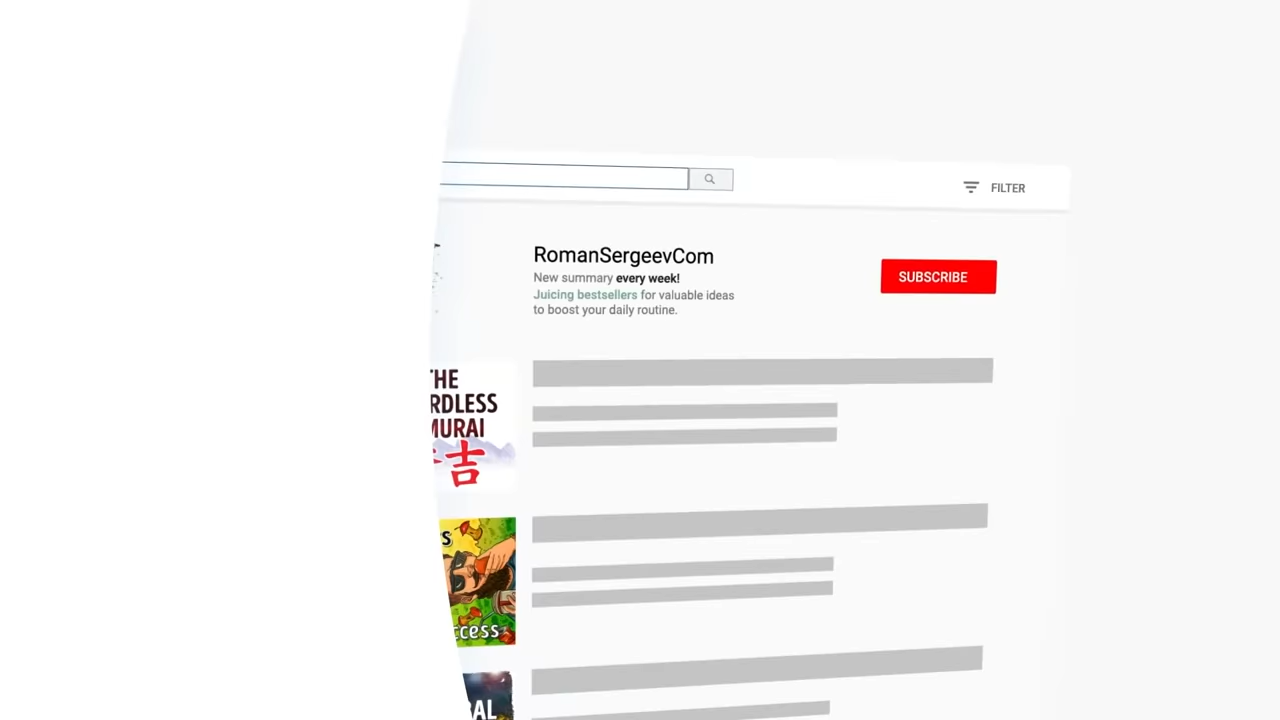 FILTER
RomanSergeevCom
SUBSCRIBE
New summary every week!
Juicing bestsellers for valuable ideas
to boost your daily routine.
THE
RDLESS
MURAI
吉
s
ccess
AL